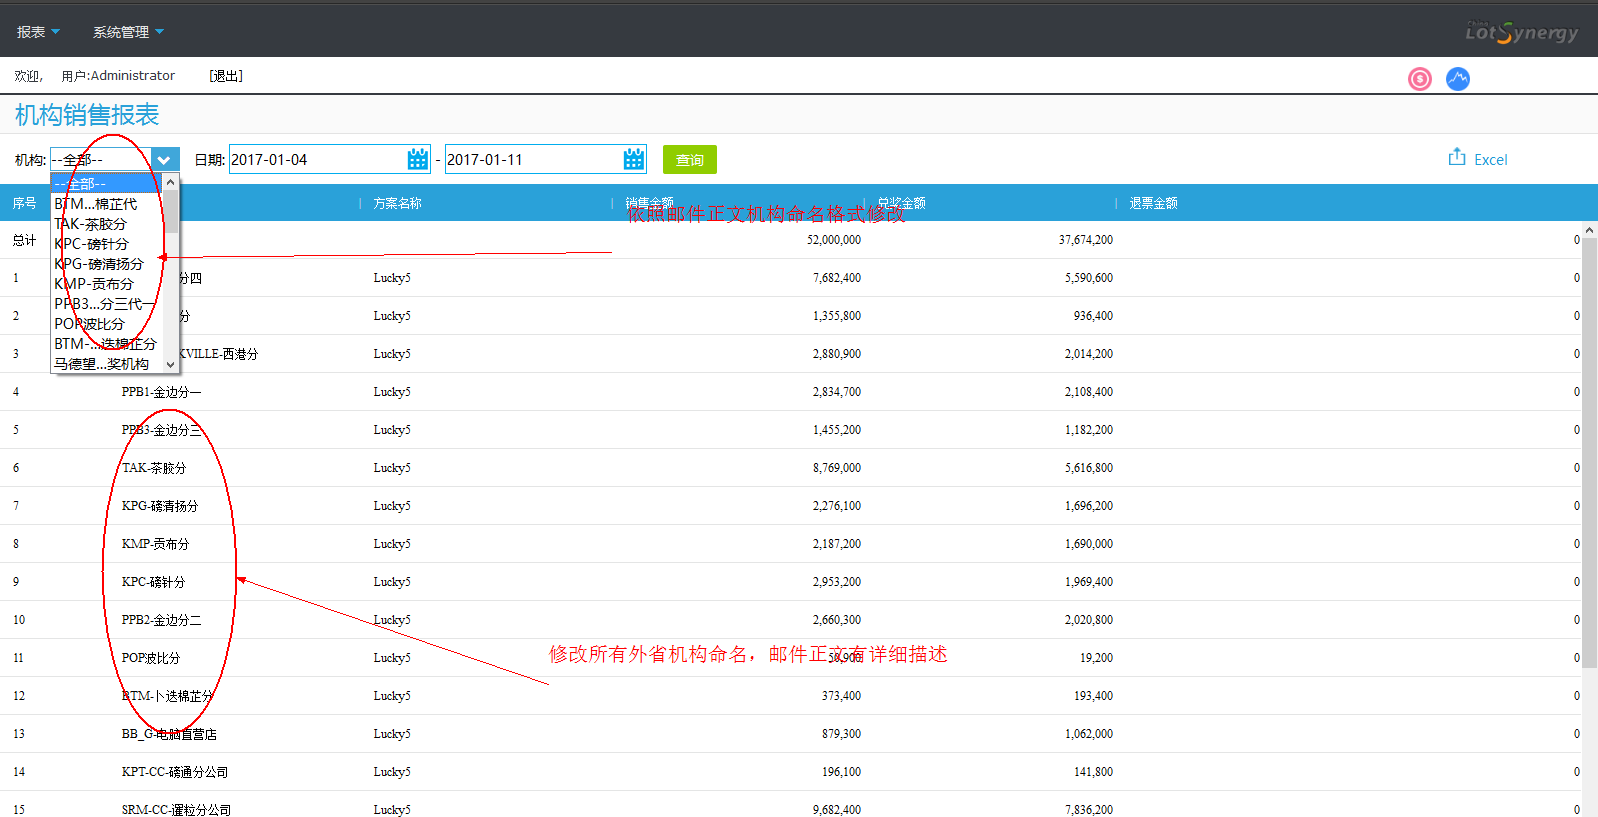 报表 系统管理 China LotSynergy
欢迎, 用户:Administrator [退出]
机构销售报表
机构: --全部-- 日期: 2017-01-04 - 2017-01-11 查询 Excel
--全部--
BTM...棉芷代
TAK-茶胶分
KPC-磅针分
KPG-磅清扬分
KMP-贡布分
PPB3...分三代一
POP波比分
BTM-...迭棉芷分
马德望...奖机构
序号 方案名称 销售金额 兑奖金额 退票金额
依照邮件正文机构命名格式修改
总计 52,000,000 37,674,200 0
1 分四 Lucky5 7,682,400 5,590,600 0
2 分 Lucky5 1,355,800 936,400 0
3 KVILLE-西港分 Lucky5 2,880,900 2,014,200 0
4 PPB1-金边分一 Lucky5 2,834,700 2,108,400 0
5 PPB3-金边分三 Lucky5 1,455,200 1,182,200 0
6 TAK-茶胶分 Lucky5 8,769,000 5,616,800 0
7 KPG-磅清扬分 Lucky5 2,276,100 1,696,200 0
8 KMP-贡布分 Lucky5 2,187,200 1,690,000 0
9 KPC-磅针分 Lucky5 2,953,200 1,969,400 0
10 PPB2-金边分二 Lucky5 2,660,300 2,020,800 0
修改所有外省机构命名，邮件正文有详细描述
11 POP波比分 Lucky5 50,900 19,200 0
12 BTM-卜迭棉芷分 Lucky5 373,400 193,400 0
13 BB_G-电脑直营店 Lucky5 879,300 1,062,000 0
14 KPT-CC-磅通分公司 Lucky5 196,100 141,800 0
15 SRM-CC-暹粒分公司 Lucky5 9,682,400 7,836,200 0